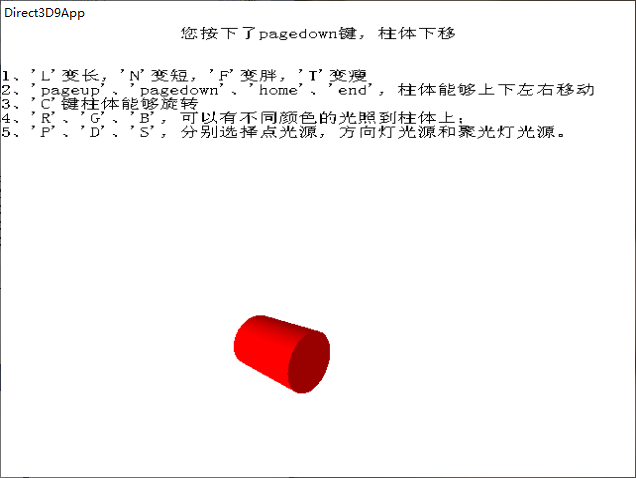 Direct3D9App
您按下了pagedown键，柱体下移
1、'L'变长，'N'变短，'F'变胖，'T'变瘦
2、'pageup'、'pagedown'、'home'、'end'，柱体能够上下左右移动
3、'C'键柱体能够旋转
4、'R'、'G'、'B'，可以有不同颜色的光照到柱体上；
5、'P'、'D'、'S'，分别选择点光源，方向灯光源和聚光灯光源。